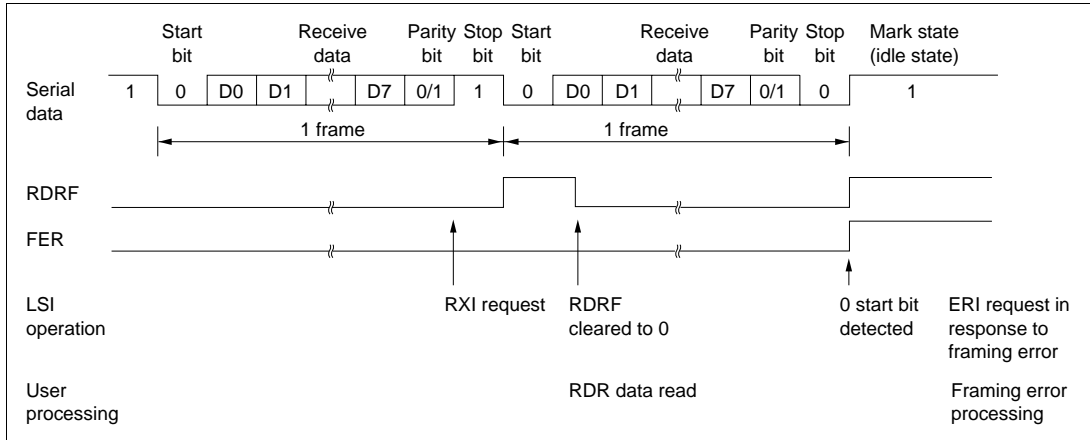 Start bit Receive data Parity bit Stop bit Start bit Receive data Parity bit Stop bit Mark state (idle state)
Serial data 1 0 D0 D1 D7 0/1 1 0 D0 D1 D7 0/1 0 1
1 frame 1 frame
RDRF
FER
LSI operation RXI request RDRF cleared to 0 0 start bit detected ERI request in response to framing error
User processing RDR data read Framing error processing